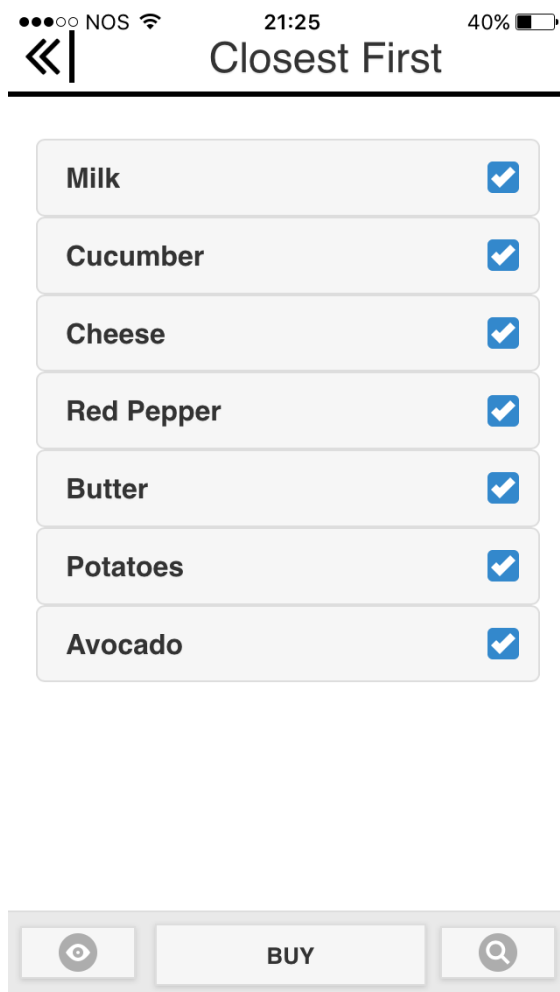 NOS 21:25 40%
Closest First
Milk
Cucumber
Cheese
Red Pepper
Butter
Potatoes
Avocado
BUY